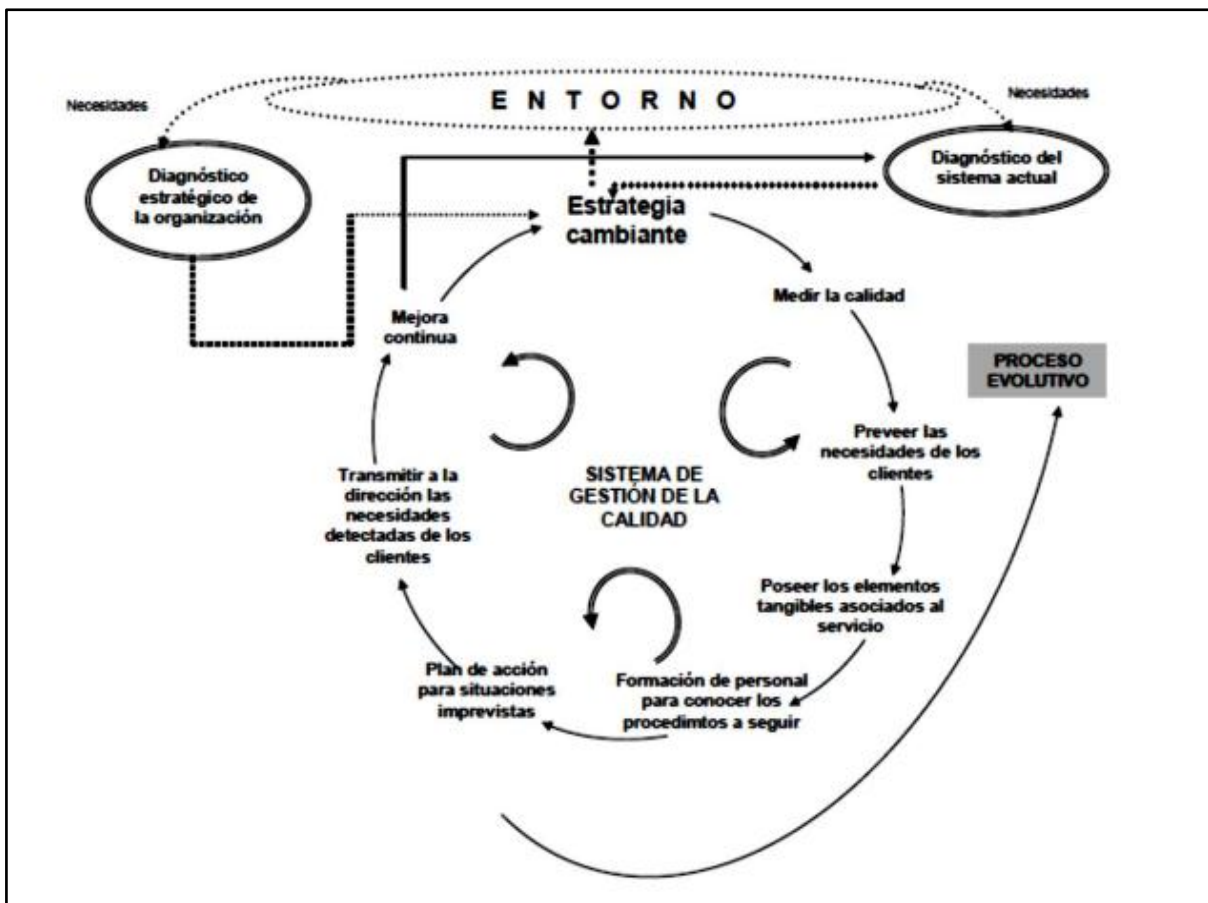 E N T O R N O
Necesidades
Necesidades
Diagnóstico
estratégico de
la organización
Diagnóstico del
sistema actual
Estrategia
cambiante
Medir la calidad
Mejora
continua
PROCESO
EVOLUTIVO
Preveer las
necesidades de los
clientes
Transmitir a la
dirección las
necesidades
detectadas de los
clientes
SISTEMA DE
GESTIÓN DE LA
CALIDAD
Poseer los elementos
tangibles asociados al
servicio
Plan de acción
para situaciones
imprevistas
Formación de personal
para conocer los
procedimtos a seguir